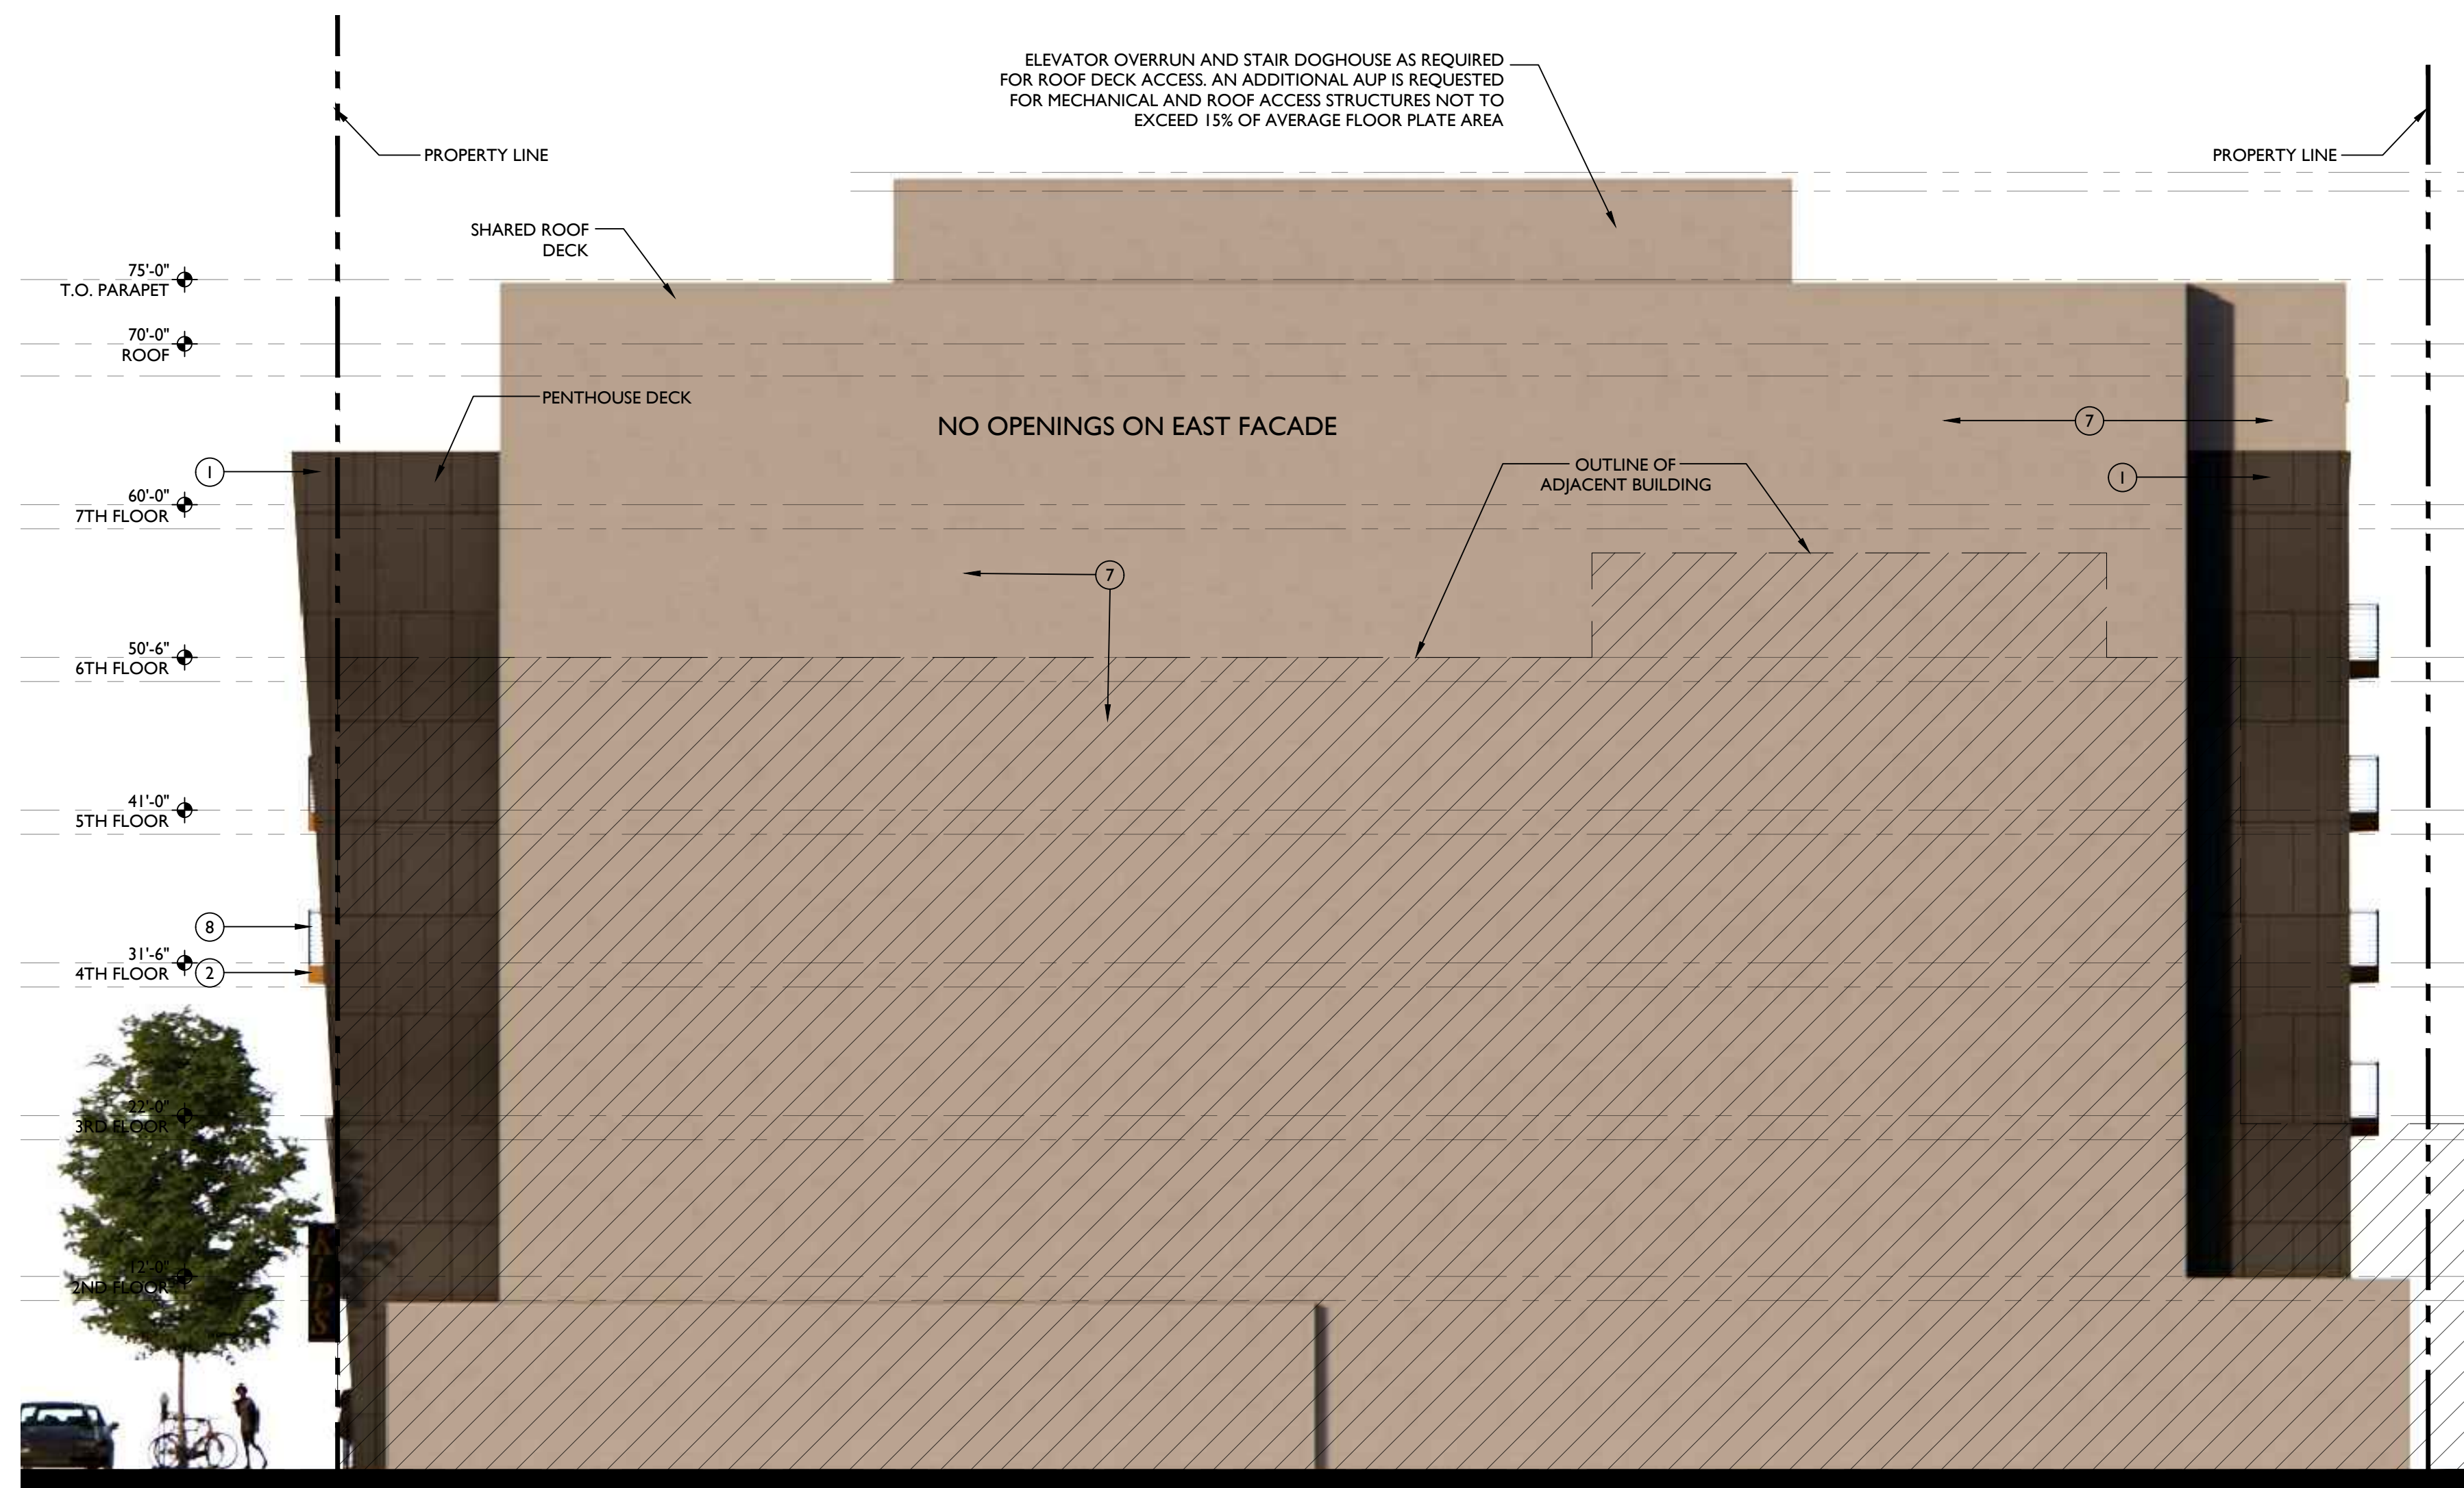 ELEVATOR OVERRUN AND STAIR DOGHOUSE AS REQUIRED
FOR ROOF DECK ACCESS. AN ADDITIONAL AUP IS REQUESTED
FOR MECHANICAL AND ROOF ACCESS STRUCTURES NOT TO
EXCEED 15% OF AVERAGE FLOOR PLATE AREA
PROPERTY LINE
PROPERTY LINE
SHARED ROOF
DECK
75'-0"
T.O. PARAPET
70'-0"
ROOF
PENTHOUSE DECK
NO OPENINGS ON EAST FACADE
7
1
OUTLINE OF
ADJACENT BUILDING
1
60'-0"
7TH FLOOR
7
50'-6"
6TH FLOOR
41'-0"
5TH FLOOR
8
31'-6"
4TH FLOOR
2
22'-0"
3RD FLOOR
12'-0"
2ND FLOOR
KIPS